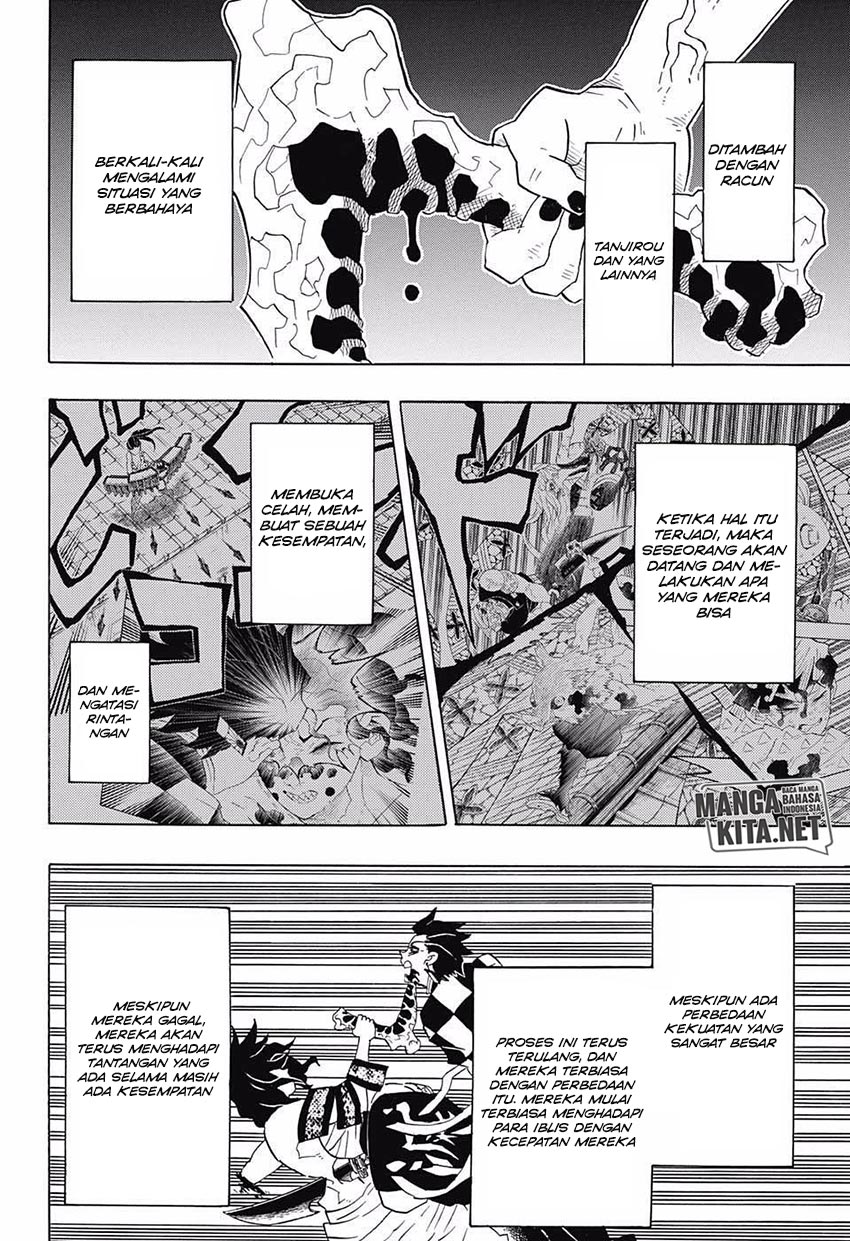 DITAMBAH
DENGAN
RACUN
TANJIROU
DAN YANG
LAINNYA
BERKALI-KALI
MENGALAMI
SITUASI YANG
BERBAHAYA
KETIKA HAL ITU
TERJADI, MAKA
SESEORANG AKAN
DATANG DAN ME-
LAKUKAN APA
YANG MEREKA
BISA
MEMBUKA
CELAH, MEM-
BUAT SEBUAH
KESEMPATAN,
DAN ME-
NGATASI
RINTA-
NGAN
MANGA
KITA.NET
BACA MANGA
BAHASA
INDONESIA
MESKIPUN ADA
PERBEDAAN
KEKUATAN YANG
SANGAT BESAR
PROSES INI TERUS
TERULANG, DAN
MEREKA TERBIASA
DENGAN PERBEDAAN
ITU. MEREKA MULAI
TERBIASA MENGHADAPI
PARA IBLIS DENGAN
KECEPATAN MEREKA
MESKIPUN
MEREKA GAGAL,
MEREKA AKAN
TERUS MENGHADAPI
TANTANGAN YANG
ADA SELAMA MASIH
ADA KESEMPATAN